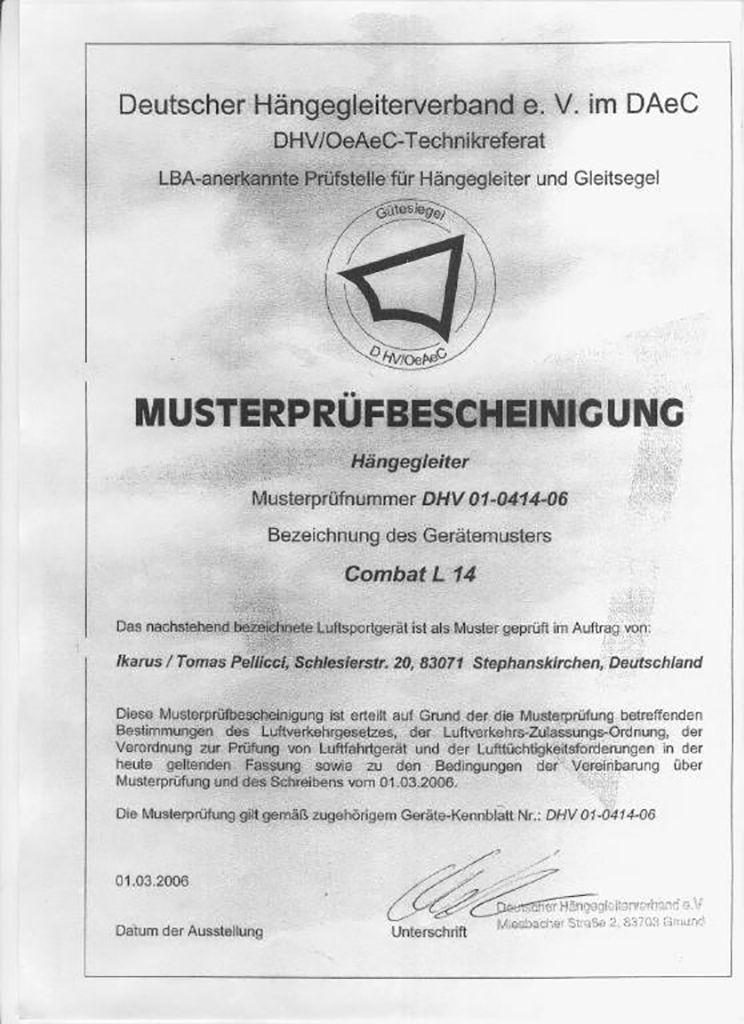 Deutscher Hängegleiterverband e. V. im DAeC
DHV/OeAeC-Technikreferat
LBA-anerkannte Prüfstelle für Hängegleiter und Gleitsegel
Gütesiegel
DHV/OeAeC
MUSTERPRÜFBESCHEINIGUNG
Hängegleiter
Musterprüfnummer DHV 01-0414-06
Bezeichnung des Gerätemusters
Combat L 14
Das nachstehend bezeichnete Luftsportgerät ist als Muster geprüft im Auftrag von:
Ikarus / Tomas Pellicci, Schlesierstr. 20, 83071 Stephanskirchen, Deutschland
Diese Musterprüfbescheinigung ist erteilt auf Grund der die Musterprüfung betreffenden
Bestimmungen des Luftverkehrgesetzes, der Luftverkehrs-Zulassungs-Ordnung, der
Verordnung zur Prüfung von Luftfahrtgerät und der Lufttüchtigkeitsforderungen in der
heute geltenden Fassung sowie zu den Bedingungen der Vereinbarung über
Musterprüfung und des Schreibens vom 01.03.2006.
Die Musterprüfung gilt gemäß zugehörigem Geräte-Kennblatt Nr.: DHV 01-0414-06
01.03.2006
Deutscher Hängegleiterverband e.V
Miesbacher Straße 2, 83703 Gmund
Datum der Ausstellung
Unterschrift